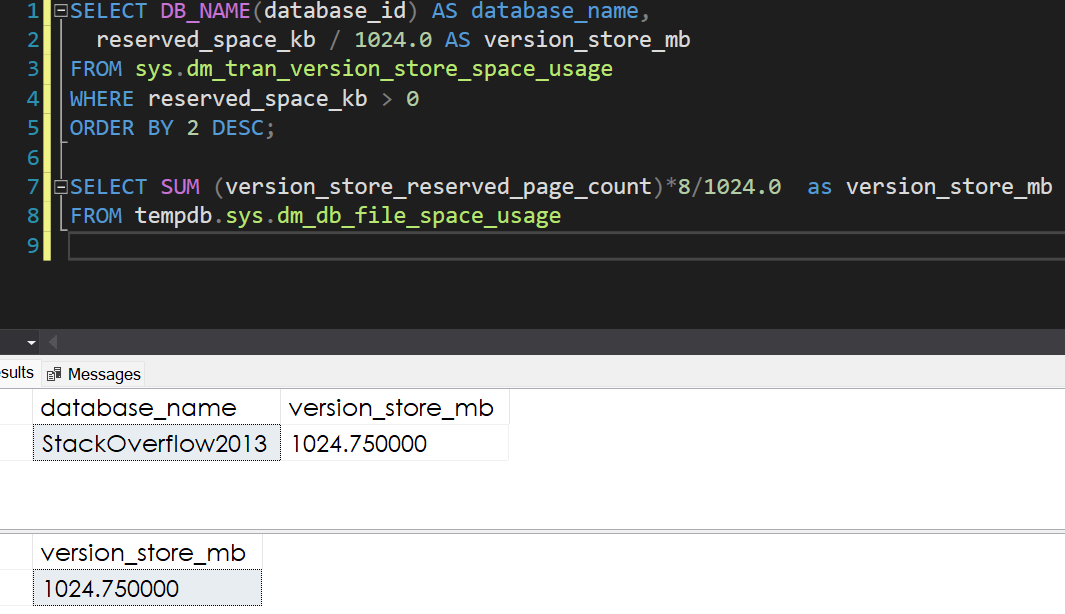 1 SELECT DB_NAME(database_id) AS database_name,
2 reserved_space_kb / 1024.0 AS version_store_mb
3 FROM sys.dm_tran_version_store_space_usage
4 WHERE reserved_space_kb > 0
5 ORDER BY 2 DESC;
6
7 SELECT SUM (version_store_reserved_page_count)*8/1024.0  as version_store_mb
8 FROM tempdb.sys.dm_db_file_space_usage
9
esults Messages
database_name version_store_mb
StackOverflow2013 1024.750000
version_store_mb
1024.750000